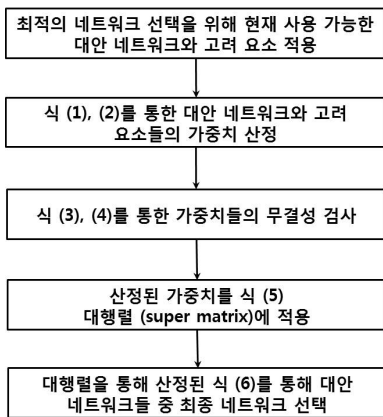 최적의 네트워크 선택을 위해 현재 사용 가능한
대안 네트워크와 고려 요소 적용
식 (1), (2)를 통한 대안 네트워크와 고려
요소들의 가중치 산정
식 (3), (4)를 통한 가중치들의 무결성 검사
산정된 가중치를 식 (5)
대행렬 (super matrix)에 적용
대행렬을 통해 산정된 식 (6)를 통해 대안
네트워크들 중 최종 네트워크 선택